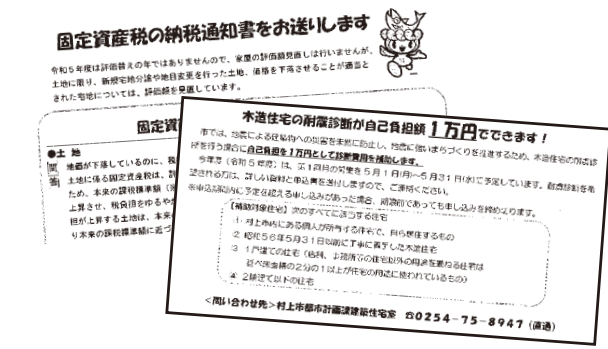 固定資産税の納税通知書をお送りします
令和5年度は評価替えの年ではありませんので、家屋の評価額見直しは行いませんが、
土地に限り、新規宅地分譲や地目変更を行った土地、価格を下落させることが適当と
された宅地については、評価額を見直しています。
固定資
●土 地
問 地価が下落しているのに、税
答 土地に係る固定資産税は、評
ため、本来の課税標準額（※
上昇させ、税負担をゆるやか
担が上昇する土地は、本来の
り本来の課税標準額に近づ
木造住宅の耐震診断が自己負担額1万円でできます！
市では、地震による建築物への災害を未然に防止し、地震に強いまちづくりを推進するため、木造住宅の耐震診
断を行う場合に自己負担を1万円として診断費用を補助します。
今年度（令和5年度）は、第1回目の募集を5月1日(月)～5月31日(水)に予定しています。耐震診断を希
望される方は、詳しい資料と申込書を送付しますので、ご連絡ください。
※申込期間内に予定を超える申し込みがあった場合、期間前であっても申し込みを締め切ります。
【補助対象住宅】次のすべてに該当する住宅
① 村上市内にある個人が所有する住宅で、自ら居住するもの
② 昭和56年5月31日以前に工事に着手した木造住宅
③ 1戸建ての住宅（店舗、事務所等の住宅以外の用途を兼ねる住宅は
延べ床面積の2分の1以上が住宅の用途に使われているもの）
④ 2階建て以下の住宅
＜問い合わせ先＞村上市都市計画課建築住宅室 ☎0254-75-8947（直通）